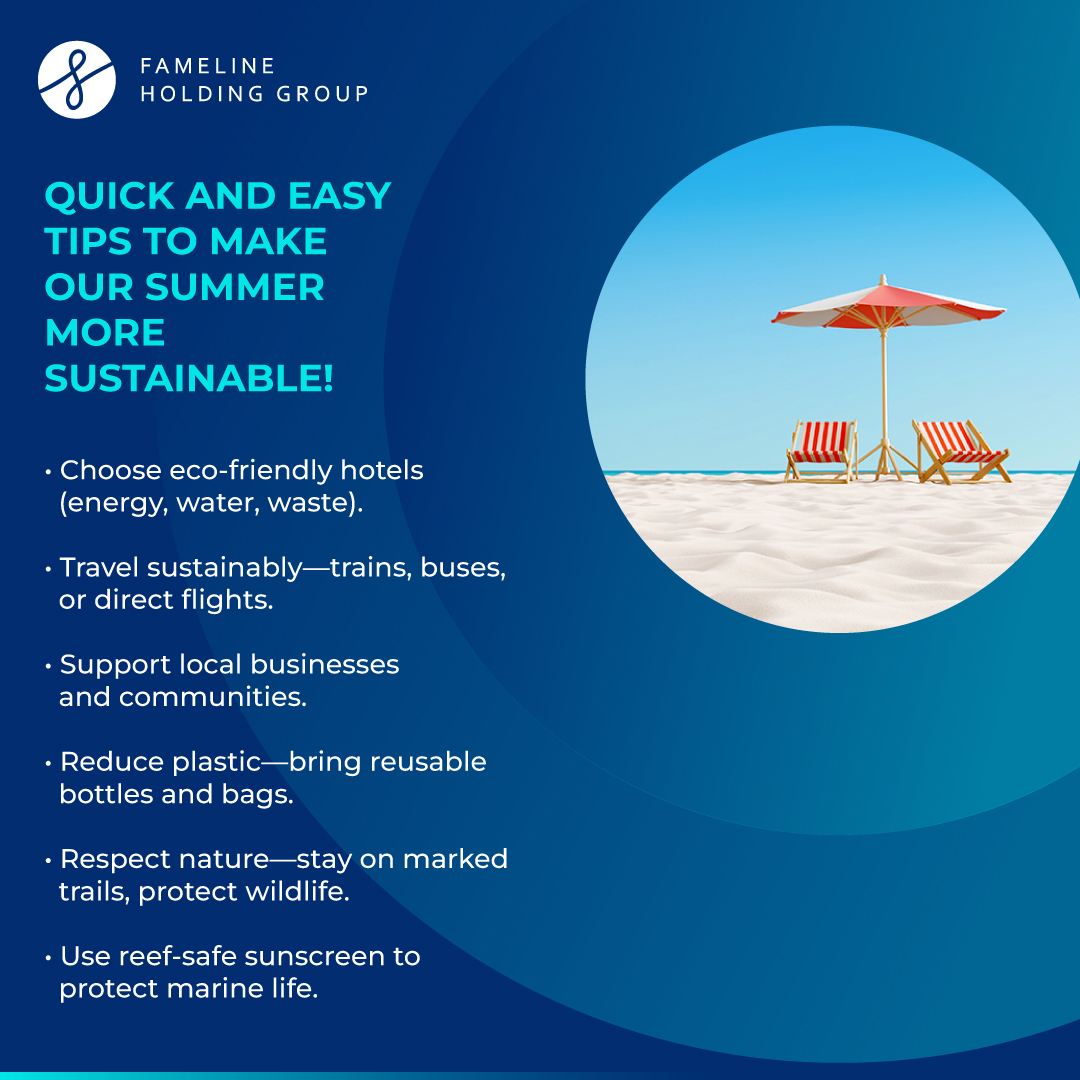 FAMELINE
HOLDING GROUP
QUICK AND EASY
TIPS TO MAKE
OUR SUMMER
MORE
SUSTAINABLE!
• Choose eco-friendly hotels
(energy, water, waste).
• Travel sustainably—trains, buses,
or direct flights.
• Support local businesses
and communities.
• Reduce plastic—bring reusable
bottles and bags.
• Respect nature—stay on marked
trails, protect wildlife.
• Use reef-safe sunscreen to
protect marine life.